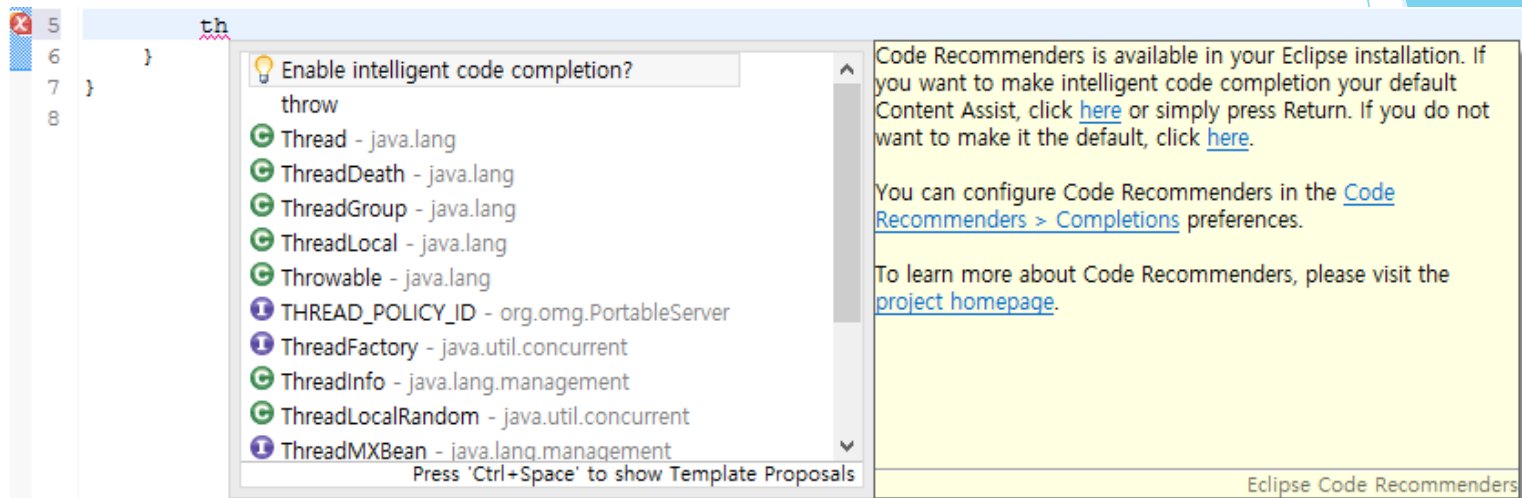 5 th
6 }
7 }
8
Enable intelligent code completion?
throw
Thread - java.lang
ThreadDeath - java.lang
ThreadGroup - java.lang
ThreadLocal - java.lang
Throwable - java.lang
THREAD_POLICY_ID - org.omg.PortableServer
ThreadFactory - java.util.concurrent
ThreadInfo - java.lang.management
ThreadLocalRandom - java.util.concurrent
ThreadMXBean - java.lang.management
Press 'Ctrl+Space' to show Template Proposals
Code Recommenders is available in your Eclipse installation. If
you want to make intelligent code completion your default
Content Assist, click here or simply press Return. If you do not
want to make it the default, click here.
You can configure Code Recommenders in the Code
Recommenders > Completions preferences.
To learn more about Code Recommenders, please visit the
project homepage.
Eclipse Code Recommenders